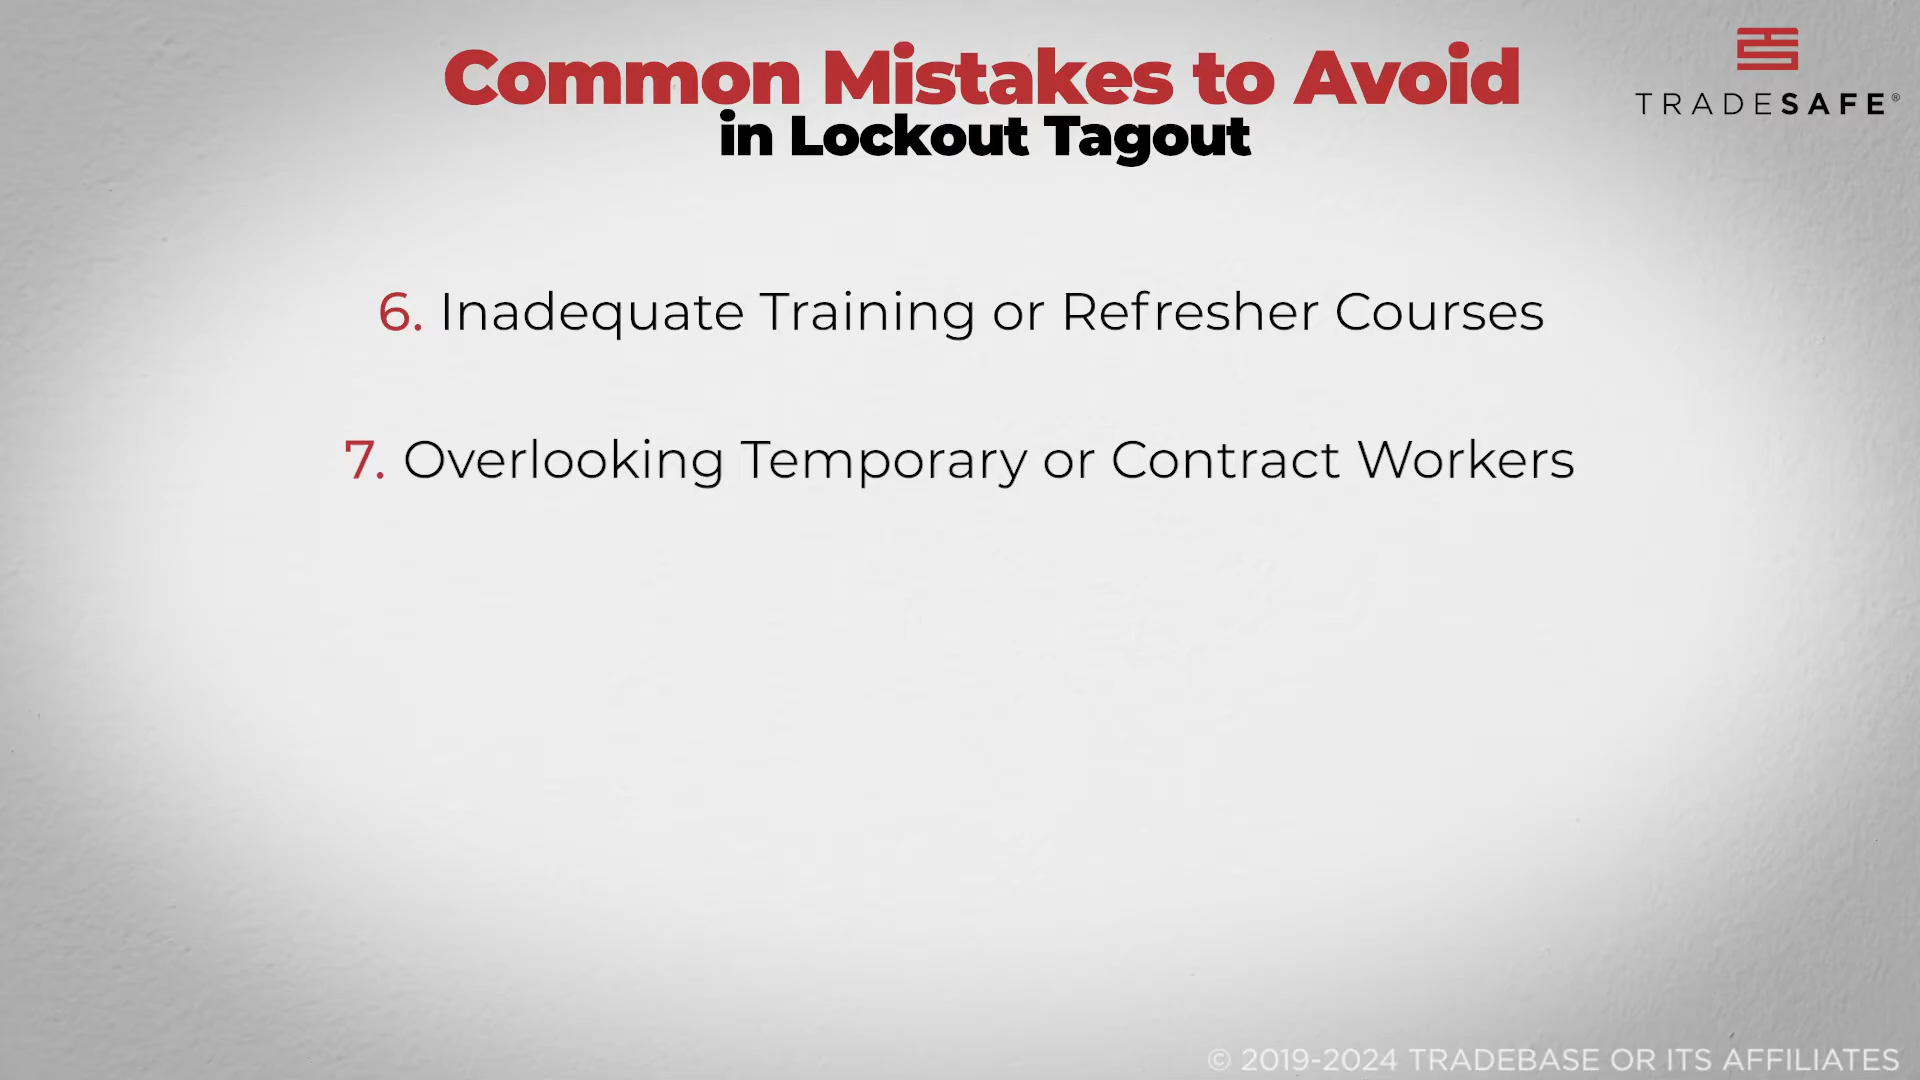 Common Mistakes to Avoid
in Lockout Tagout
TRADESAFE®
6. Inadequate Training or Refresher Courses
7. Overlooking Temporary or Contract Workers
© 2019-2024 TRADEBASE OR ITS AFFILIATES